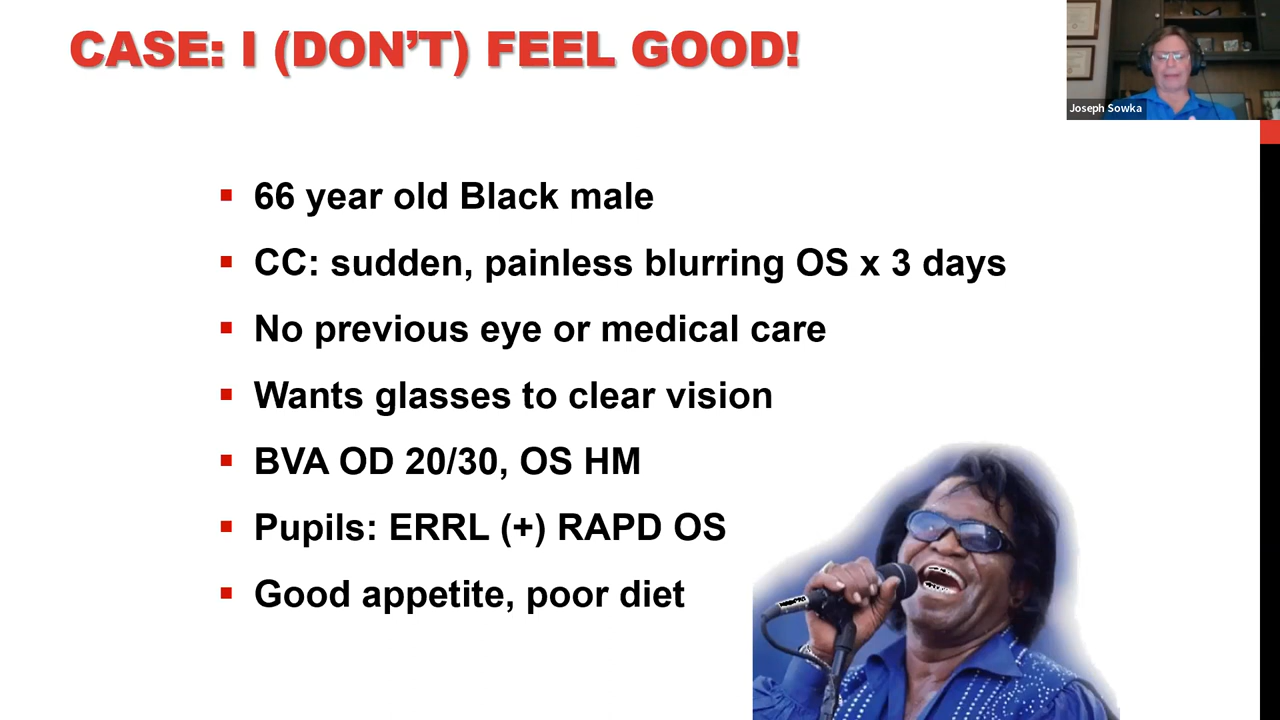 CASE: I (DON'T) FEEL GOOD!
Joseph Sowka
66 year old Black male
CC: sudden, painless blurring OS x 3 days
No previous eye or medical care
Wants glasses to clear vision
BVA OD 20/30, OS HM
Pupils: ERRL (+) RAPD OS
Good appetite, poor diet